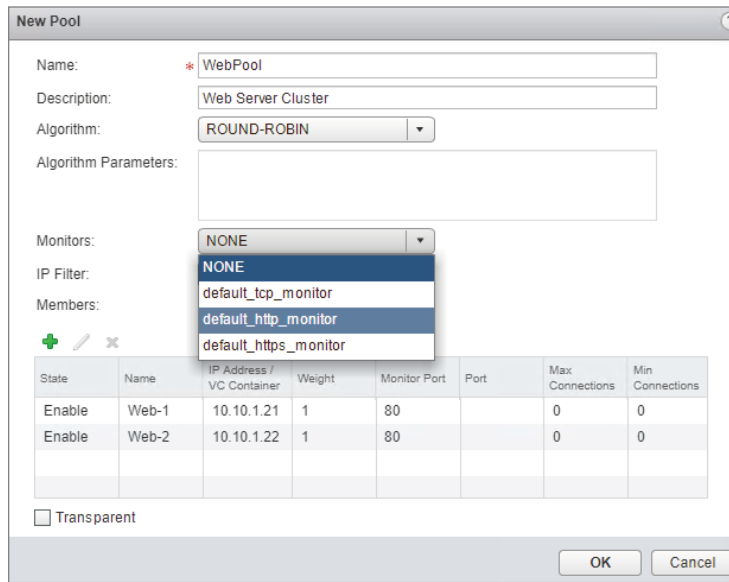 New Pool
?
Name: * WebPool
Description: Web Server Cluster
Algorithm: ROUND-ROBIN
Algorithm Parameters:
Monitors: NONE
NONE
IP Filter:
default_tcp_monitor
Members:
default_http_monitor
default_https_monitor
State Name IP Address / VC Container Weight Monitor Port Port Max Connections Min Connections
Enable Web-1 10.10.1.21 1 80 0 0
Enable Web-2 10.10.1.22 1 80 0 0
Transparent
OK Cancel